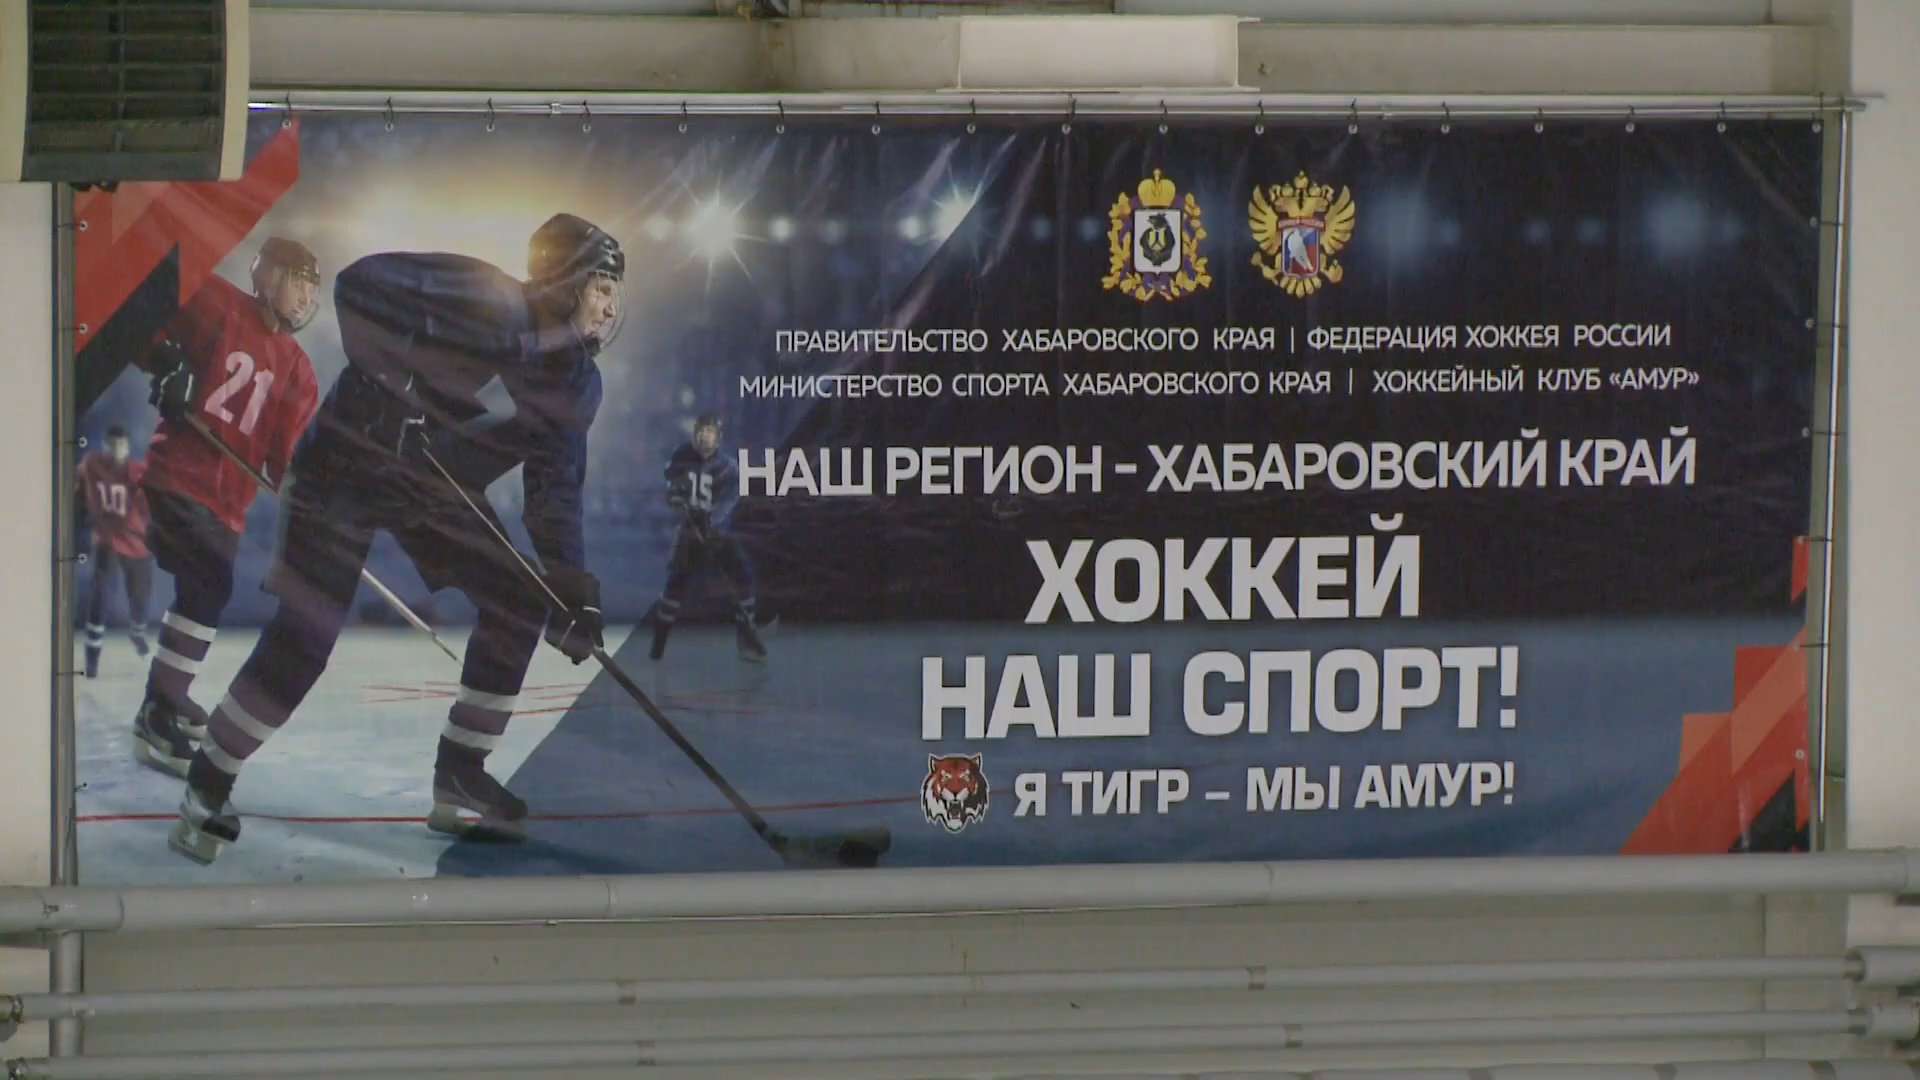 ПРАВИТЕЛЬСТВО ХАБАРОВСКОГО КРАЯ | ФЕДЕРАЦИЯ ХОККЕЯ РОССИИ
МИНИСТЕРСТВО СПОРТА ХАБАРОВСКОГО КРАЯ | ХОККЕЙНЫЙ КЛУБ «АМУР»
НАШ РЕГИОН – ХАБАРОВСКИЙ КРАЙ
ХОККЕЙ
НАШ СПОРТ!
Я ТИГР – МЫ АМУР!
21
10
15